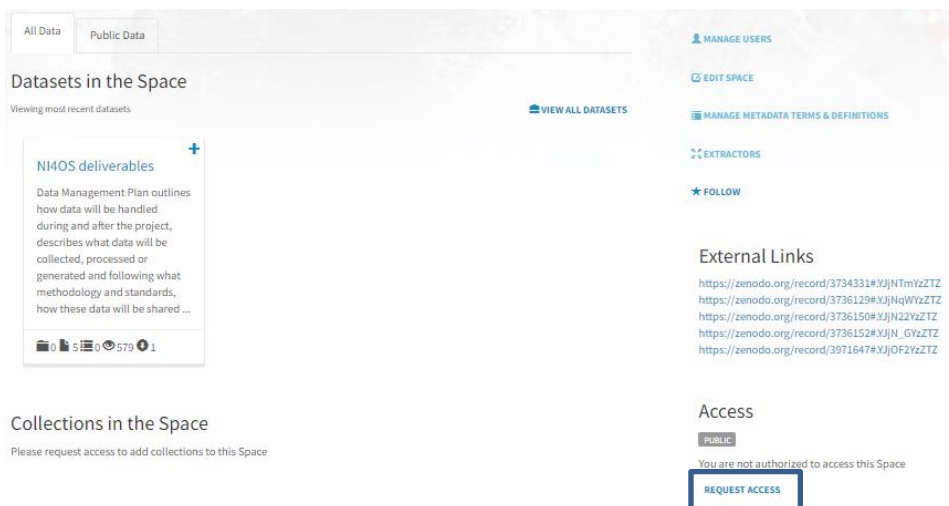 All Data
Public Data
Datasets in the Space
Viewing most recent datasets
VIEW ALL DATASETS
NI4OS deliverables
Data Management Plan outlines
how data will be handled
during and after the project,
describes what data will be
collected, processed or
generated and following what
methodology and standards,
how these data will be shared ...
0 5 0 579 1
Collections in the Space
Please request access to add collections to this Space
MANAGE USERS
EDIT SPACE
MANAGE METADATA TERMS & DEFINITIONS
EXTRACTORS
FOLLOW
External Links
https://zenodo.org/record/3734331#.YJjNTmYzZTZ
https://zenodo.org/record/3736129#.YJjNqWYzZTZ
https://zenodo.org/record/3736150#.YJjN22YzZTZ
https://zenodo.org/record/3736152#.YJjN_GYzZTZ
https://zenodo.org/record/3971647#.YJjOF2YzZTZ
Access
PUBLIC
You are not authorized to access this Space
REQUEST ACCESS